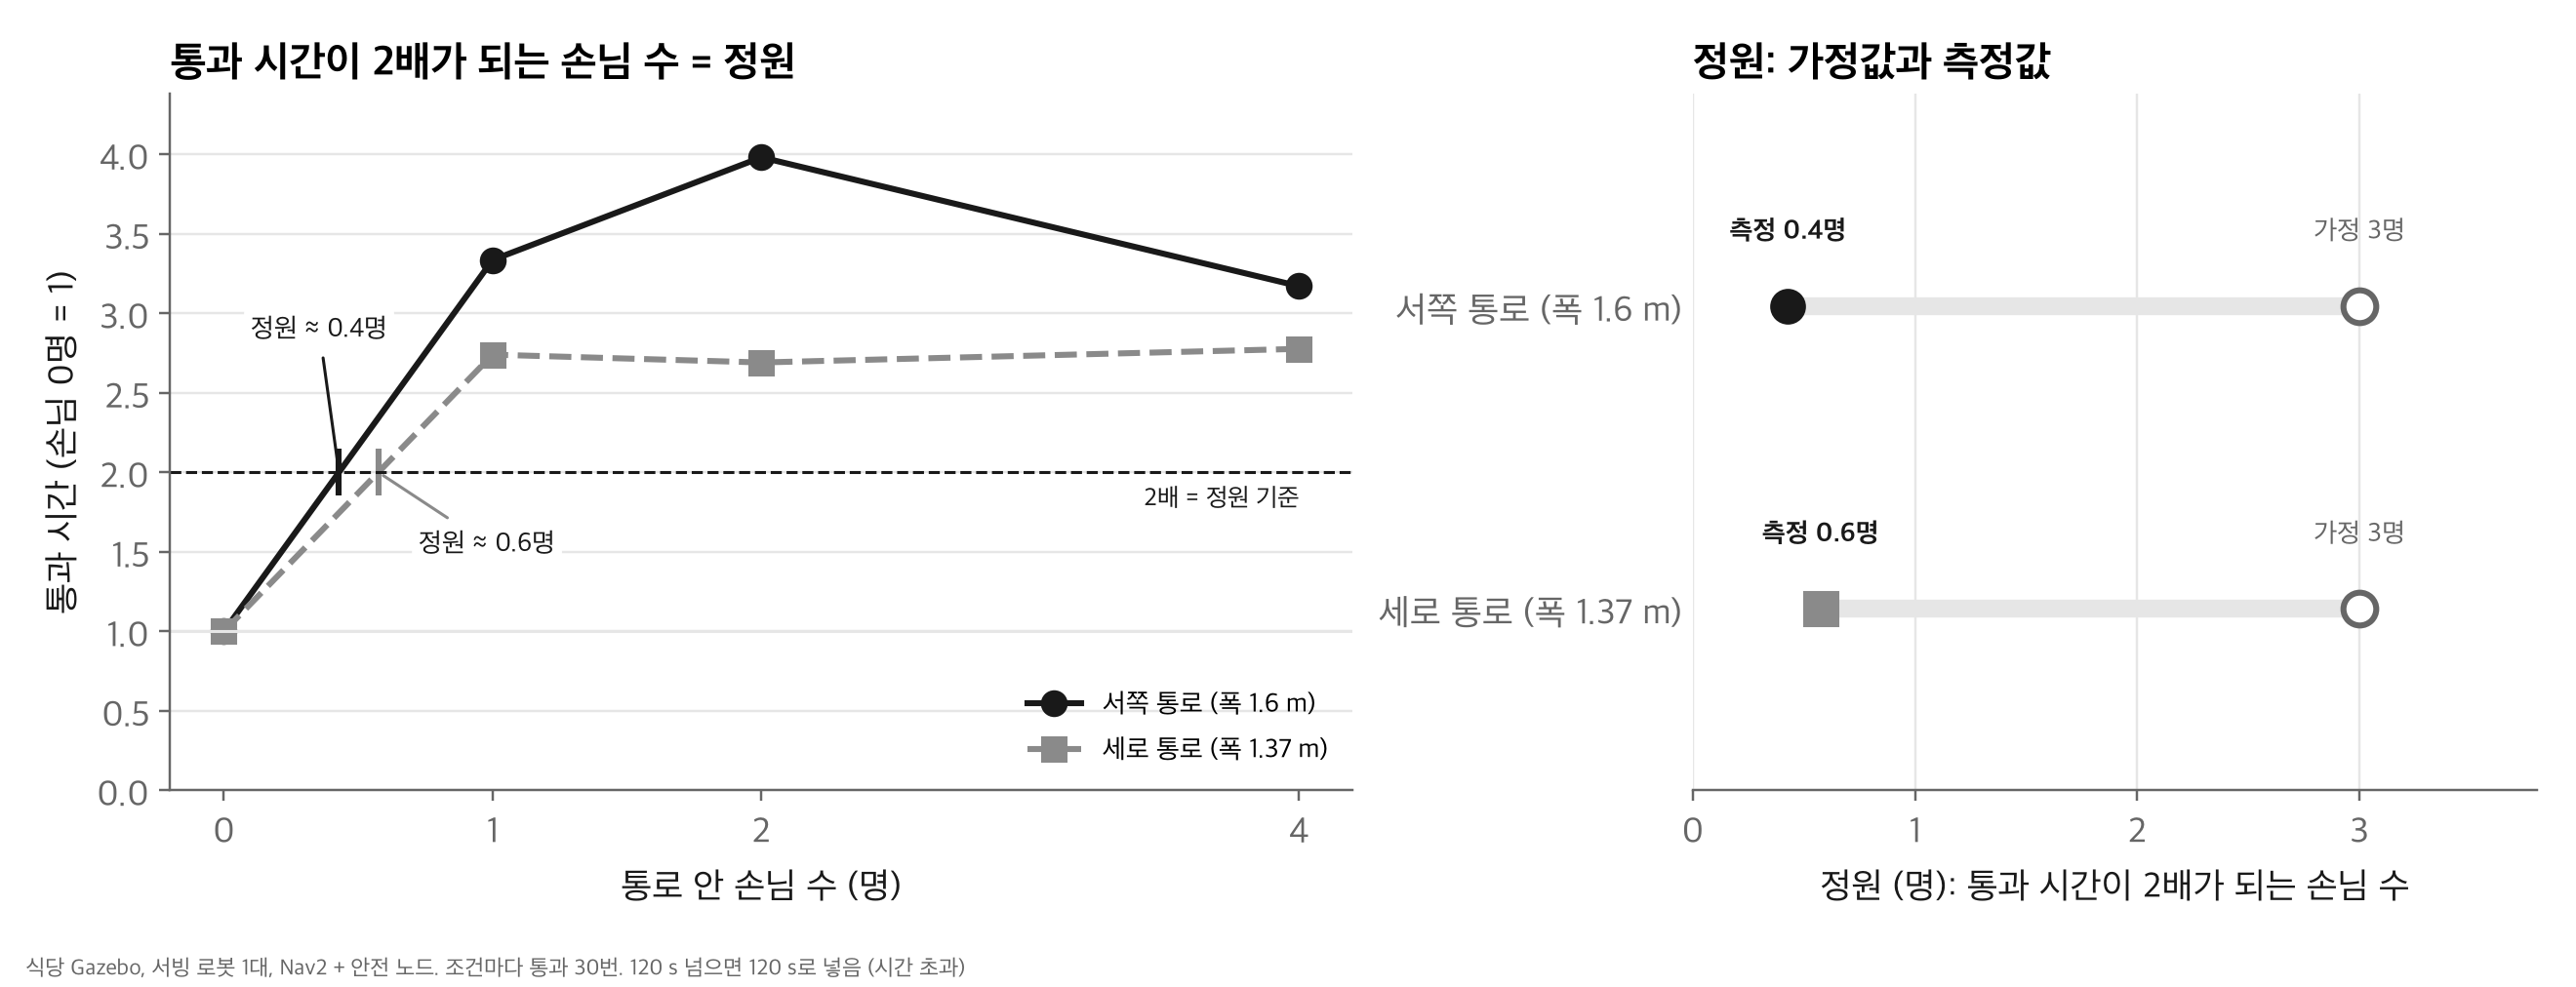 통과 시간이 2배가 되는 손님 수 = 정원
통과 시간 (손님 0명 = 1)
4.0
3.5
3.0
2.5
2.0
1.5
1.0
0.5
0.0
정원 ≈ 0.4명
정원 ≈ 0.6명
2배 = 정원 기준
서쪽 통로 (폭 1.6 m)
세로 통로 (폭 1.37 m)
0
1
2
4
통로 안 손님 수 (명)
정원: 가정값과 측정값
측정 0.4명
가정 3명
서쪽 통로 (폭 1.6 m)
측정 0.6명
가정 3명
세로 통로 (폭 1.37 m)
0
1
2
3
정원 (명): 통과 시간이 2배가 되는 손님 수
식당 Gazebo, 서빙 로봇 1대, Nav2 + 안전 노드. 조건마다 통과 30번. 120 s 넘으면 120 s로 넣음 (시간 초과)